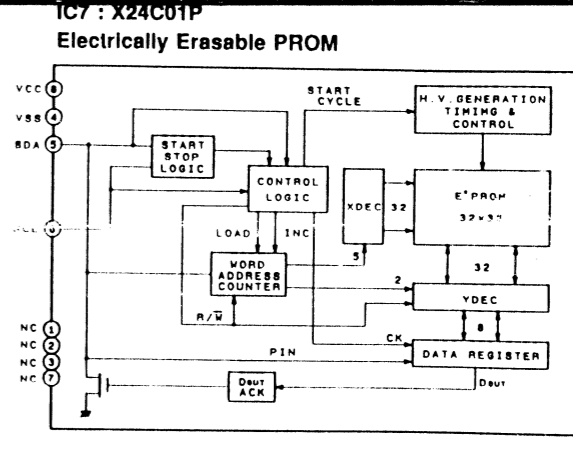 IC7 : X24C01P
Electrically Erasable PROM
VCC 8
VSS 4
SDA 5
6
NC 1
NC 2
NC 3
NC 7
START
STOP
LOGIC
START
CYCLE
H.V.GENERATION
TIMIMG &
CONTROL
CONTROL
LOGIC
XDEC
32
E²PROM
LOAD
INC
WORD
ADDRESS
COUNTER
5
2
32
YDEC
R/W̅
8
CK
PIN
DATA REGISTER
DOUT
ACK
DOUT